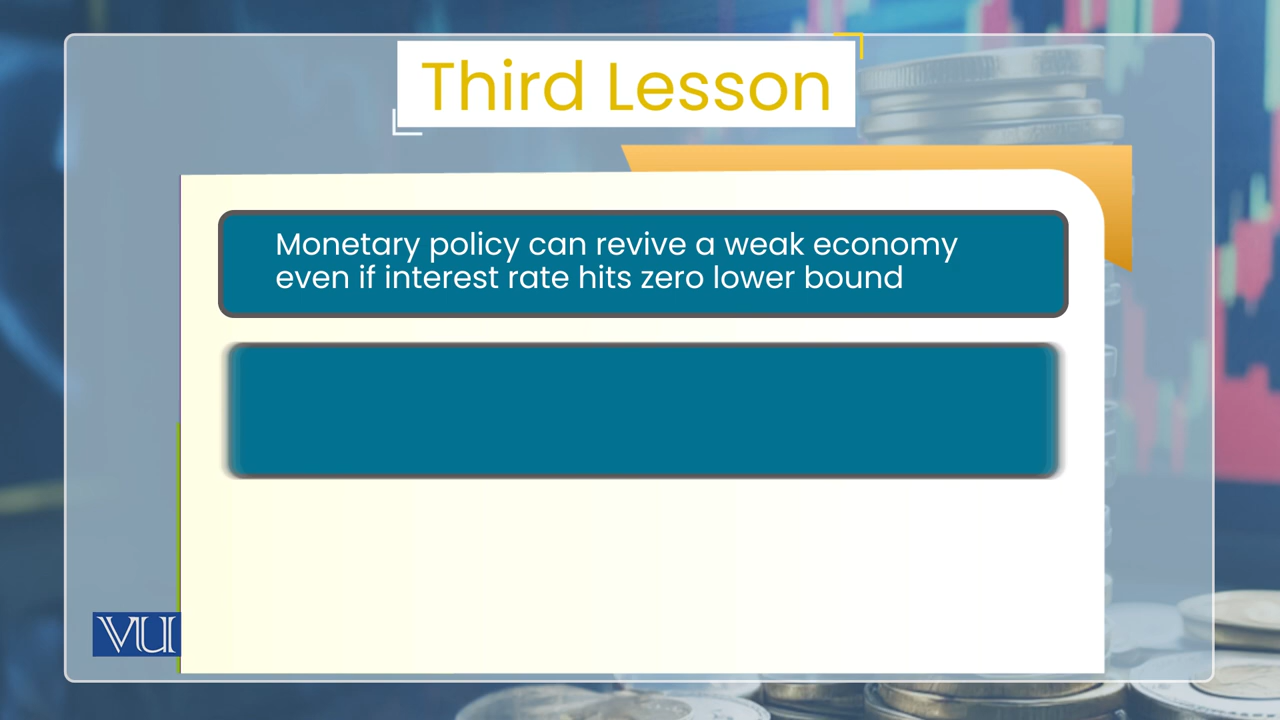 Third Lesson
Monetary policy can revive a weak economy
even if interest rate hits zero lower bound
VU